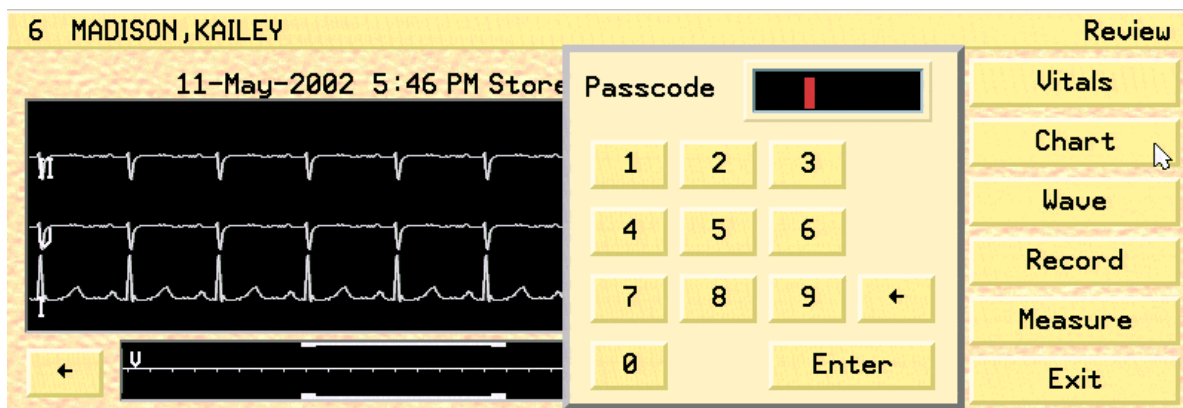 6 MADISON,KAILEY Review
11-May-2002 5:46 PM Store
II
V
I
V
←
Passcode
1 2 3
4 5 6
7 8 9 ←
0 Enter
Vitals
Chart
Wave
Record
Measure
Exit